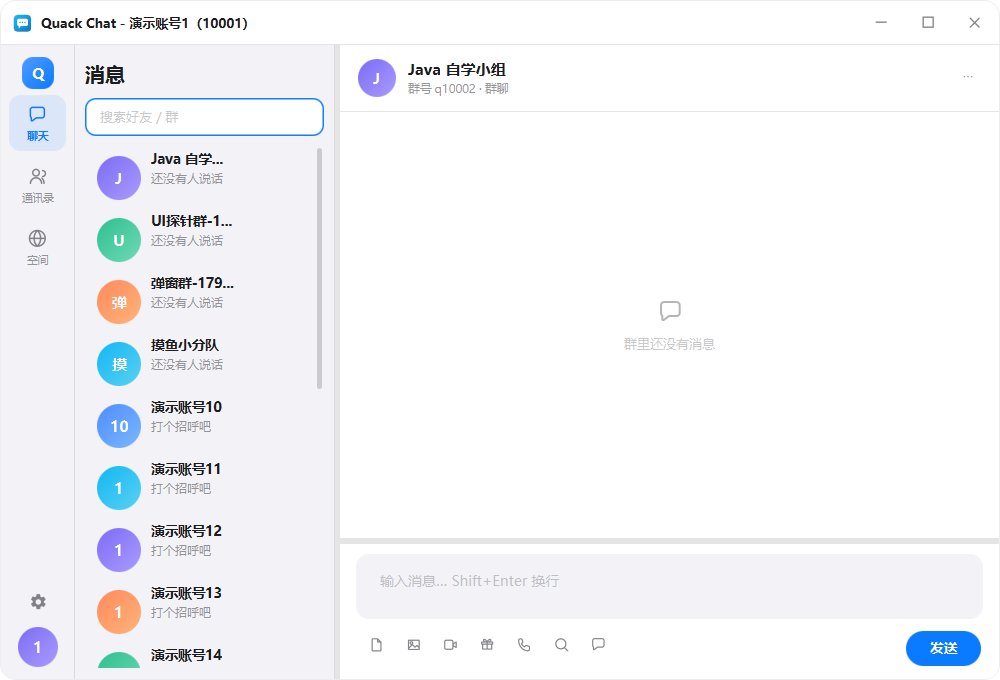 Quack Chat - 演示账号1（10001）
Q
聊天
通讯录
空间
1
消息
搜索好友 / 群
J
Java 自学...
还没有人说话
U
UI探针群-1...
还没有人说话
弹
弹窗群-179...
还没有人说话
摸
摸鱼小分队
还没有人说话
10
演示账号10
打个招呼吧
1
演示账号11
打个招呼吧
1
演示账号12
打个招呼吧
1
演示账号13
打个招呼吧
演示账号14
J
Java 自学小组
群号 q10002 · 群聊
...
群里还没有消息
输入消息... Shift+Enter 换行
发送